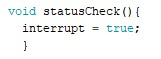 void statusCheck(){
interrupt = true;
}